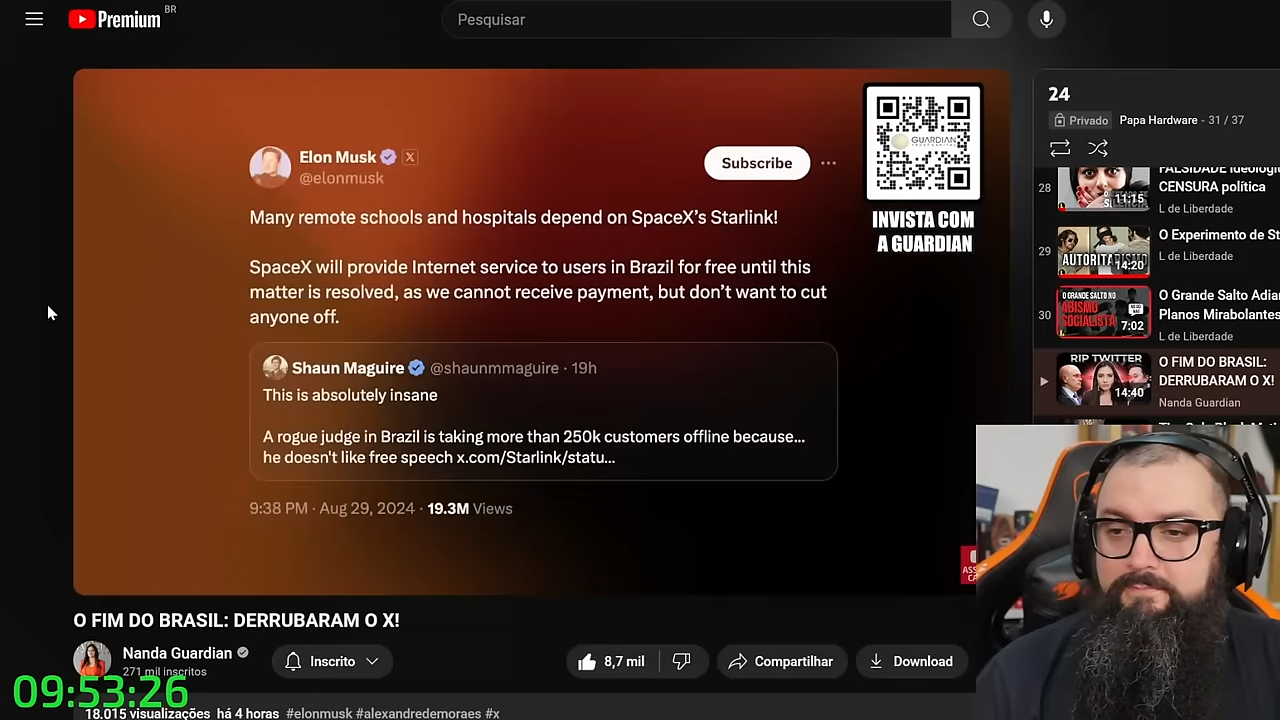 Premium BR
Pesquisar
Elon Musk
@elonmusk
Subscribe
Many remote schools and hospitals depend on SpaceX's Starlink!
SpaceX will provide Internet service to users in Brazil for free until this
matter is resolved, as we cannot receive payment, but don't want to cut
anyone off.
Shaun Maguire @shaunmmaguire · 19h
This is absolutely insane
A rogue judge in Brazil is taking more than 250k customers offline because...
he doesn't like free speech x.com/Starlink/statu...
9:38 PM · Aug 29, 2024 · 19.3M Views
GUARDIAN
INVISTA COM
A GUARDIAN
24
Privado Papa Hardware - 31 / 37
28
11:15
CENSURA política
L de Liberdade
29
AUTORITARISMO
14:20
O Experimento de St
L de Liberdade
30
O GRANDE SALTO NO
ABISMO
SOCIALISTA
7:02
O Grande Salto Adia
Planos Mirabolantes
L de Liberdade
RIP TWITTER
14:40
O FIM DO BRASIL:
DERRUBARAM O X!
Nanda Guardian
O FIM DO BRASIL: DERRUBARAM O X!
Nanda Guardian
271 mil inscritos
Inscrito
8,7 mil
Compartilhar
Download
09:53:26
18.015 visualizações há 4 horas #elonmusk #alexandredemoraes #x